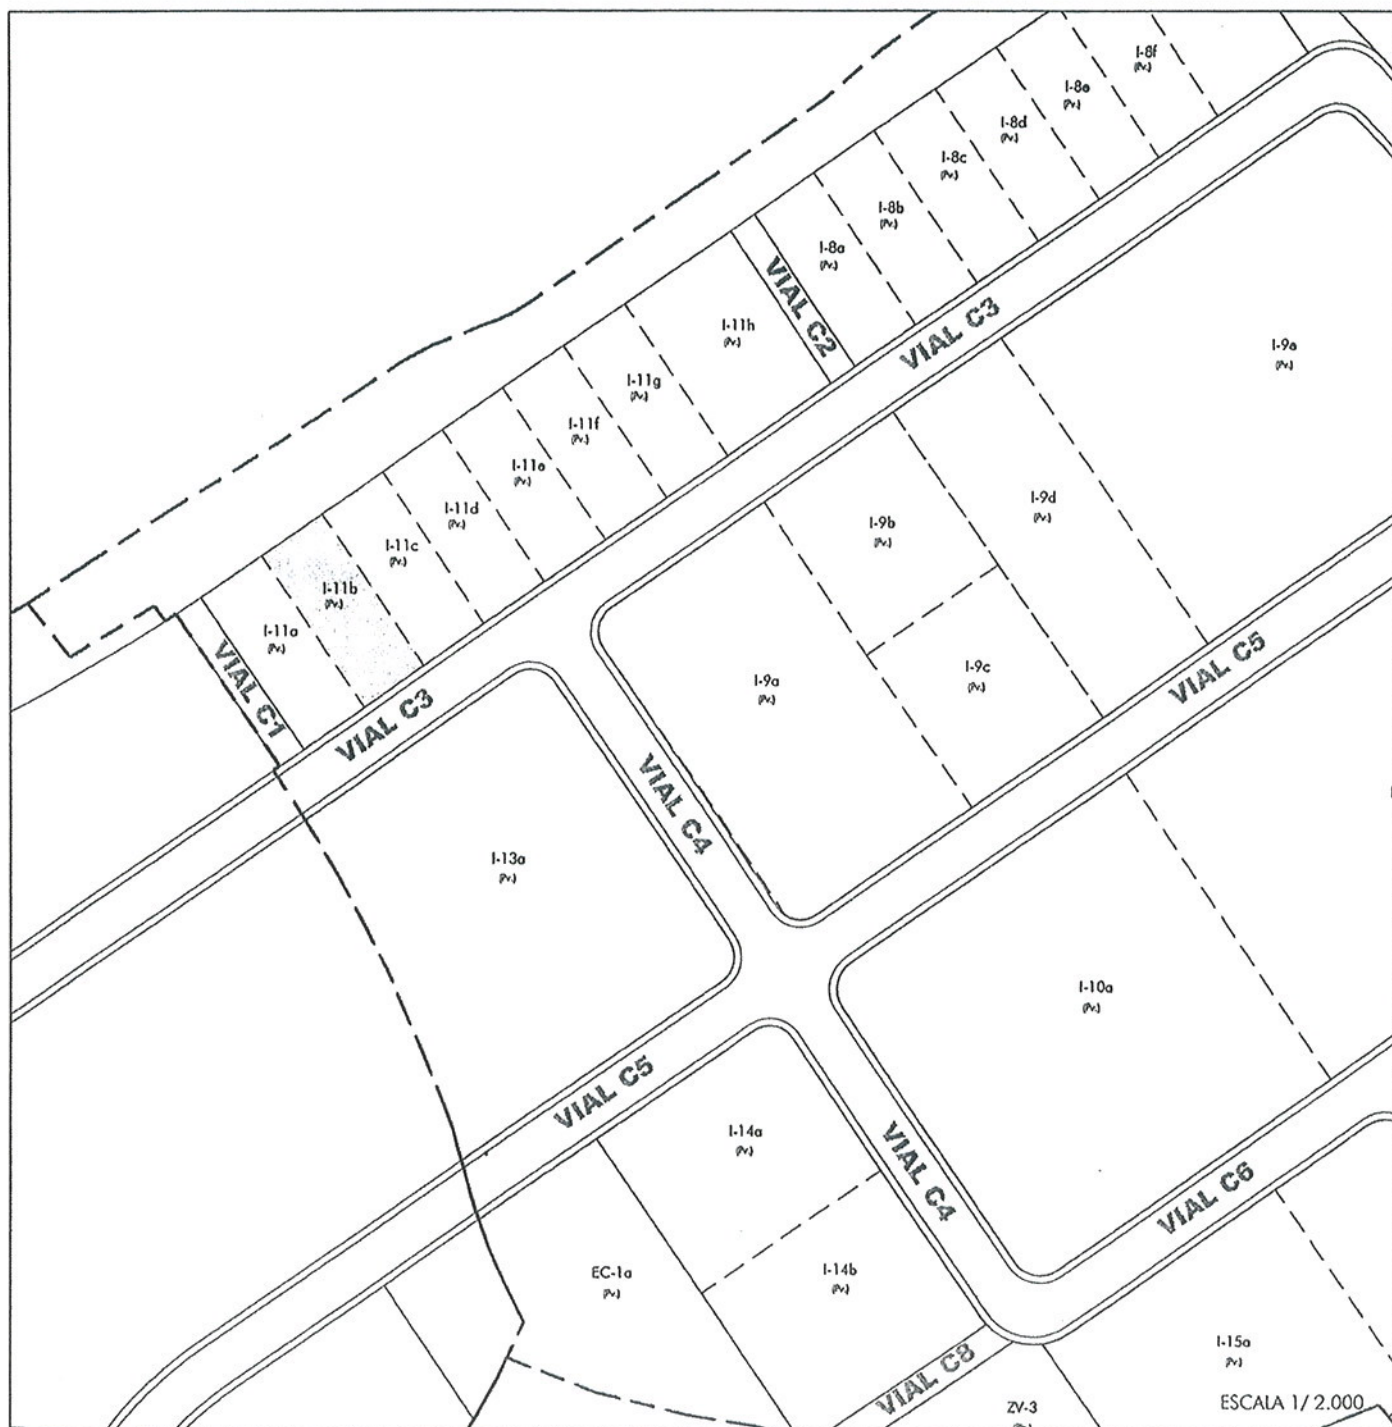 I-8f
(Pv.)
I-8e
(Pv.)
I-8d
(Pv.)
I-8c
(Pv.)
I-8b
(Pv.)
I-8a
(Pv.)
VIAL C2
VIAL C3
I-11h
(Pv.)
I-9e
(Pv.)
I-11g
(Pv.)
I-11f
(Pv.)
I-11e
(Pv.)
I-11d
(Pv.)
I-11c
(Pv.)
I-11b
(Pv.)
I-11a
(Pv.)
VIAL C1
VIAL C3
I-9b
(Pv.)
I-9d
(Pv.)
I-9c
(Pv.)
I-9a
(Pv.)
VIAL C5
VIAL C4
I-13a
(Pv.)
I-10a
(Pv.)
VIAL C5
I-14a
(Pv.)
VIAL C4
VIAL C6
EC-1a
(Pv.)
I-14b
(Pv.)
I-15a
(Pv.)
VIAL C8
ZV-3
ESCALA 1/ 2.000